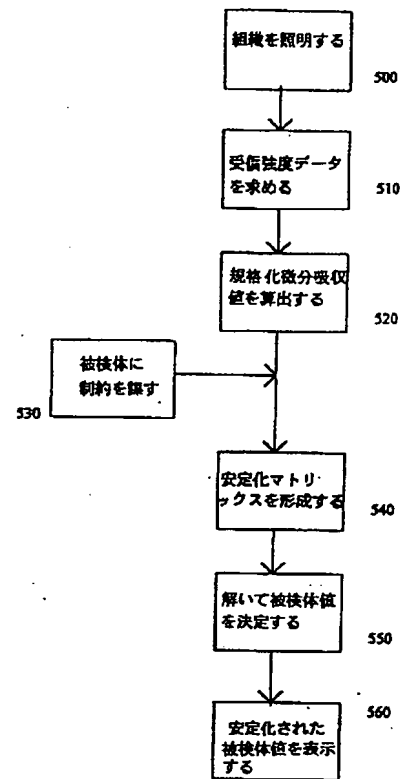 組織を照明する
500
強度データ
を求める
510
規格化微分吸収
値を算出する
520
被検体に
制約を課す
530
安定化マトリ
ックスを形成する
540
解いて被検体値
を決定する
550
560
安定化された
被検体値を表示
する